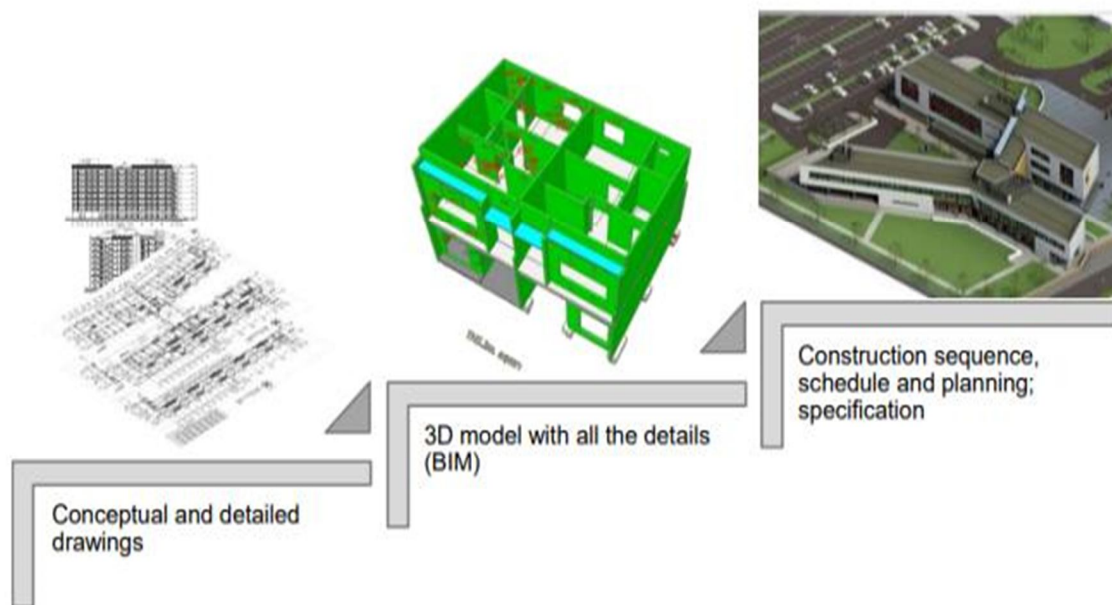 Conceptual and detailed
drawings
3D model with all the details
(BIM)
Construction sequence,
schedule and planning;
specification